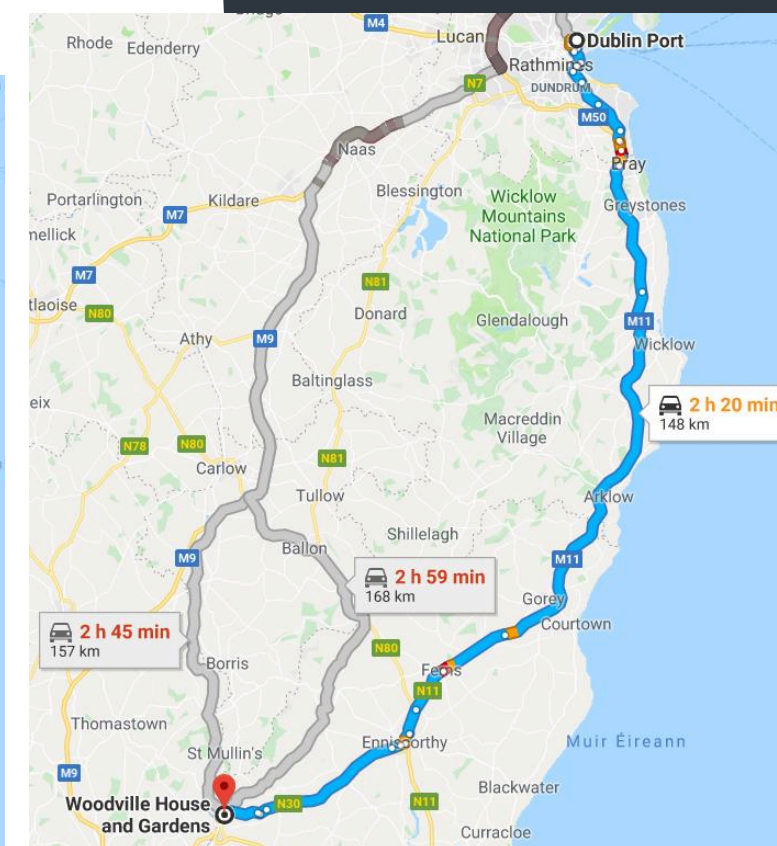 M4
Rhode
Edenderry
Lucan
Dublin Port
Rathmines
N7
DUNDRUM
M50
Naas
Bray
Portarlington
Kildare
Blessington
Wicklow
Mountains
National Park
Greystones
M7
mellick
M7
N81
tlaoise
N80
Donard
Glendalough
M11
Athy
M9
Wicklow
Baltinglass
eix
2 h 20 min
148 km
Macreddin
Village
N78
N80
N81
Carlow
Tullow
Arklow
Shillelagh
Ballon
M9
M11
2 h 59 min
168 km
Gorey
Courtown
2 h 45 min
157 km
N80
Borris
Ferns
N11
Thomastown
St Mullin's
Enniscorthy
Muir Éireann
M9
Woodville House
and Gardens
N30
N11
Blackwater
Curracloe